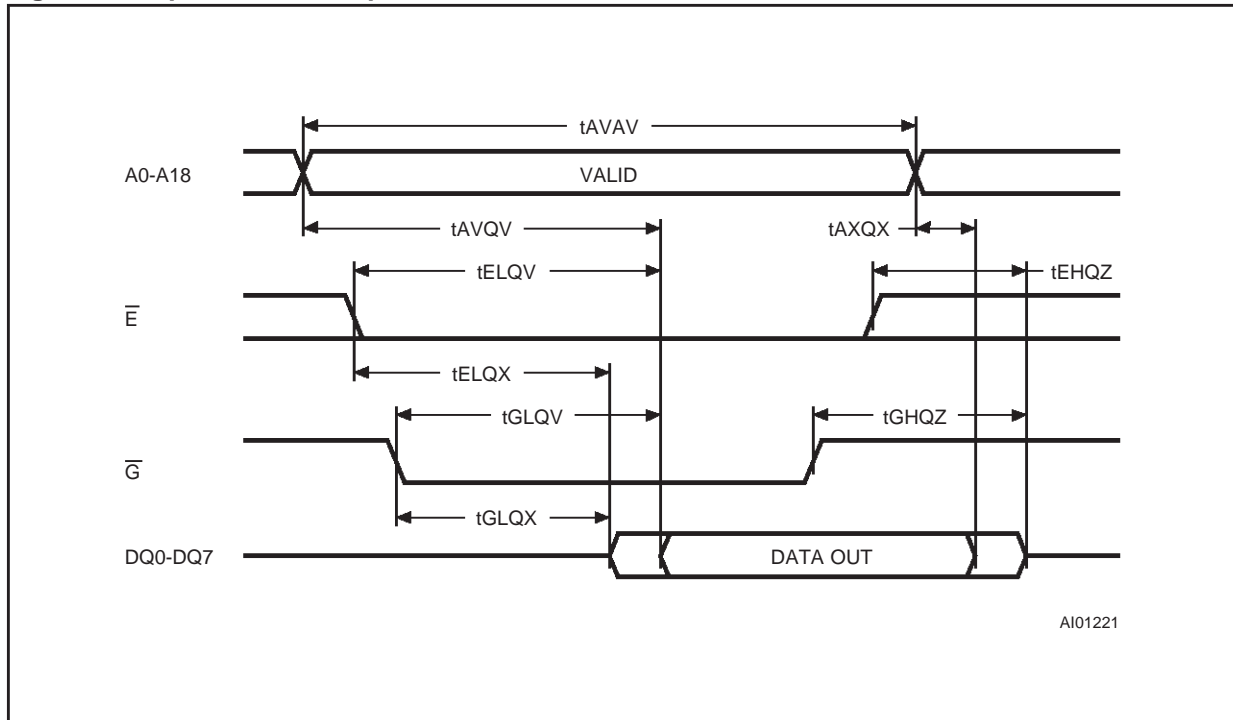 tAVAV
A0-A18
VALID
tAVQV
tAXQX
tELQV
tEHQZ
E̅
tELQX
tGLQV
tGHQZ
G̅
tGLQX
DQ0-DQ7
DATA OUT
AI01221